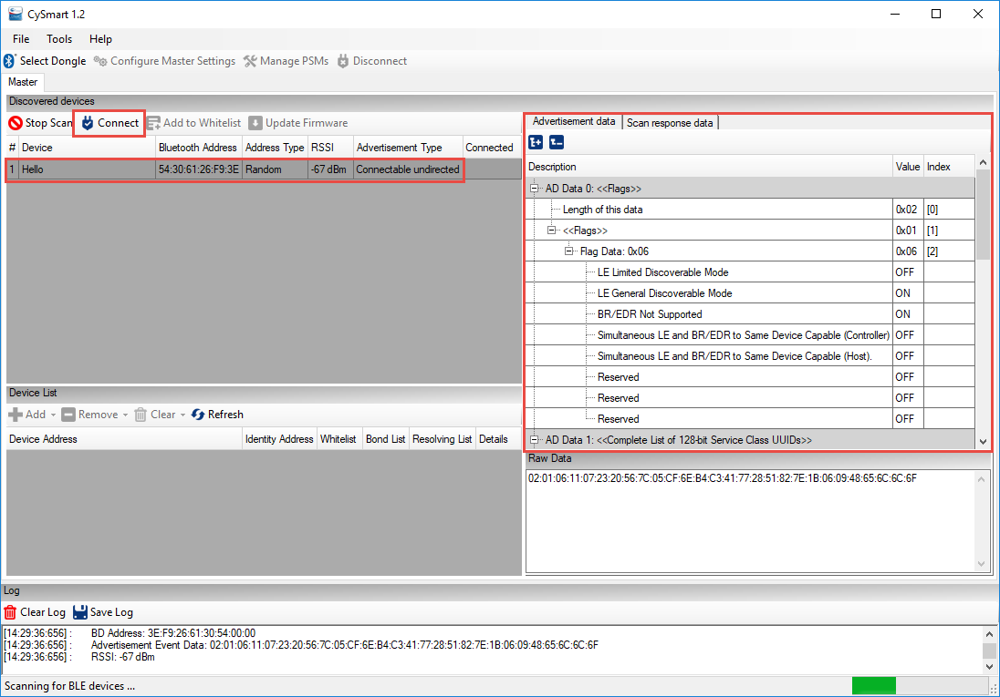 CySmart 1.2
File Tools Help
Select Dongle Configure Master Settings Manage PSMs Disconnect
Master
Discovered devices
Stop Scan Connect Add to Whitelist Update Firmware
# Device Bluetooth Address Address Type RSSI Advertisement Type Connected
1 Hello 54:30:61:26:F9:3E Random -67 dBm Connectable undirected
Advertisement data Scan response data
Description Value Index
AD Data 0: <<Flags>>
Length of this data 0x02 [0]
<<Flags>> 0x01 [1]
Flag Data: 0x06 0x06 [2]
LE Limited Discoverable Mode OFF
LE General Discoverable Mode ON
BR/EDR Not Supported ON
Simultaneous LE and BR/EDR to Same Device Capable (Controller) OFF
Simultaneous LE and BR/EDR to Same Device Capable (Host). OFF
Reserved OFF
Reserved OFF
Reserved OFF
AD Data 1: <<Complete List of 128-bit Service Class UUIDs>>
Raw Data
02:01:06:11:07:23:20:56:7C:05:CF:6E:B4:C3:41:77:28:51:82:7E:1B:06:09:48:65:6C:6C:6F
Device List
Add Remove Clear Refresh
Device Address Identity Address Whitelist Bond List Resolving List Details
Log
Clear Log Save Log
[14:29:36:656] : BD Address: 3E:F9:26:61:30:54:00:00
[14:29:36:656] : Advertisement Event Data: 02:01:06:11:07:23:20:56:7C:05:CF:6E:B4:C3:41:77:28:51:82:7E:1B:06:09:48:65:6C:6C:6F
[14:29:36:656] : RSSI: -67 dBm
Scanning for BLE devices ...